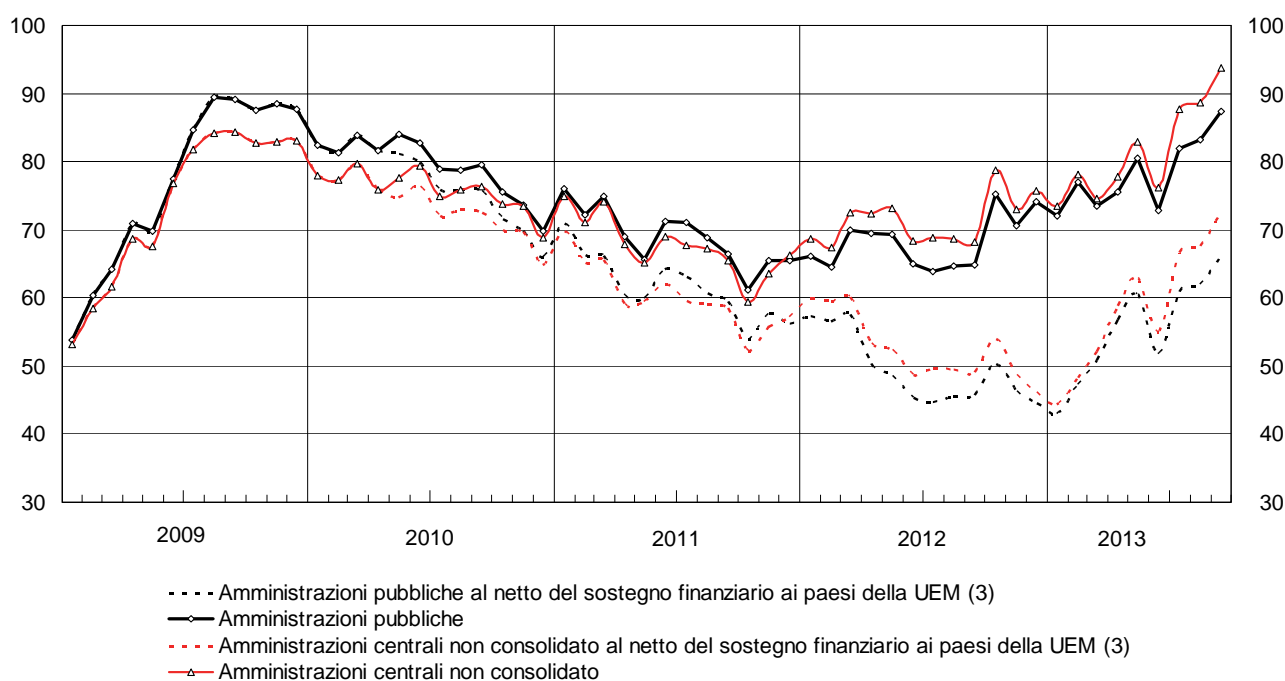 100 100
90 90
80 80
70 70
60 60
50 50
40 40
30 30
2009 2010 2011 2012 2013
Amministrazioni pubbliche al netto del sostegno finanziario ai paesi della UEM (3)
Amministrazioni pubbliche
Amministrazioni centrali non consolidato al netto del sostegno finanziario ai paesi della UEM (3)
Amministrazioni centrali non consolidato